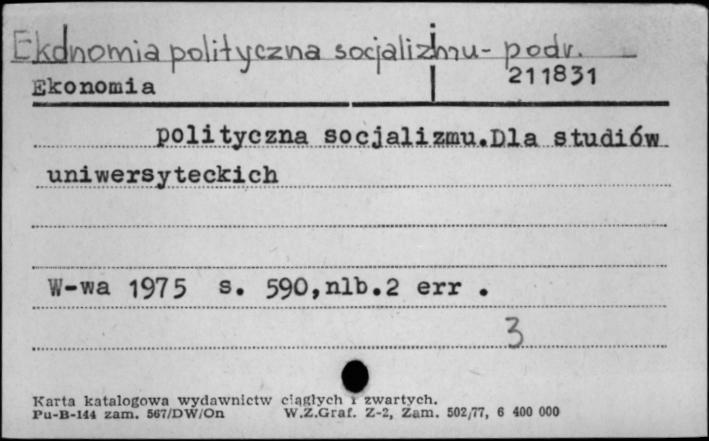 Ekonomia polityczna socjalizmu - podr.
211831
Ekonomia
polityczna socjalizmu.Dla studiów
uniwersyteckich
W-wa 1975 s. 590,nlb.2 err .
3
Karta katalogowa wydawnictw ciągłych i zwartych.
Pu-B-144 zam. 567/DW/On W.Z.Graf. Z-2, Zam. 502/77, 6 400 000